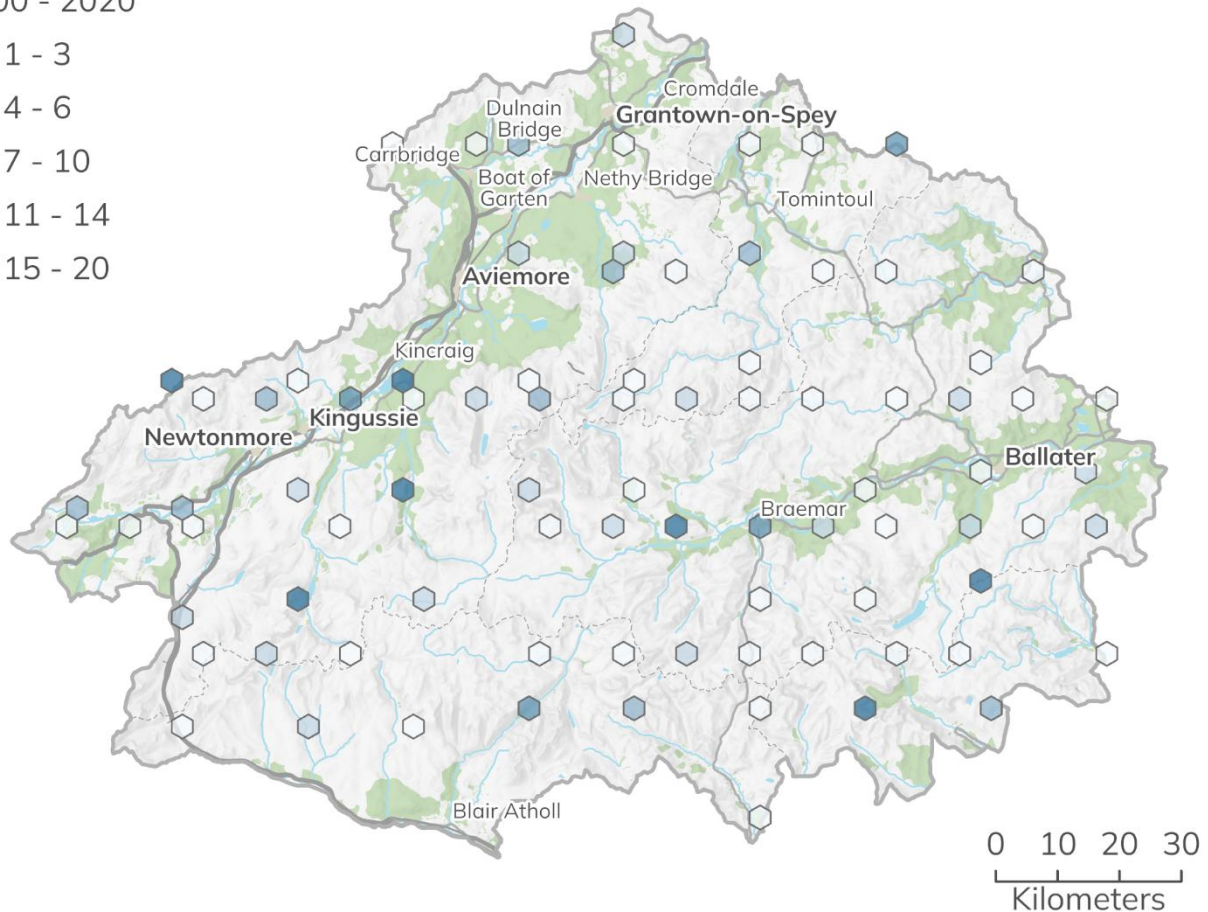 00 - 2020
1 - 3
4 - 6
7 - 10
11 - 14
15 - 20
Cromdale
Grantown-on-Spey
Dulnain
Bridge
Carrbridge
Boat of
Garten
Nethy Bridge
Tomintoul
Aviemore
Kincraig
Kingussie
Newtonmore
Ballater
Braemar
Blair Atholl
0 10 20 30
Kilometers